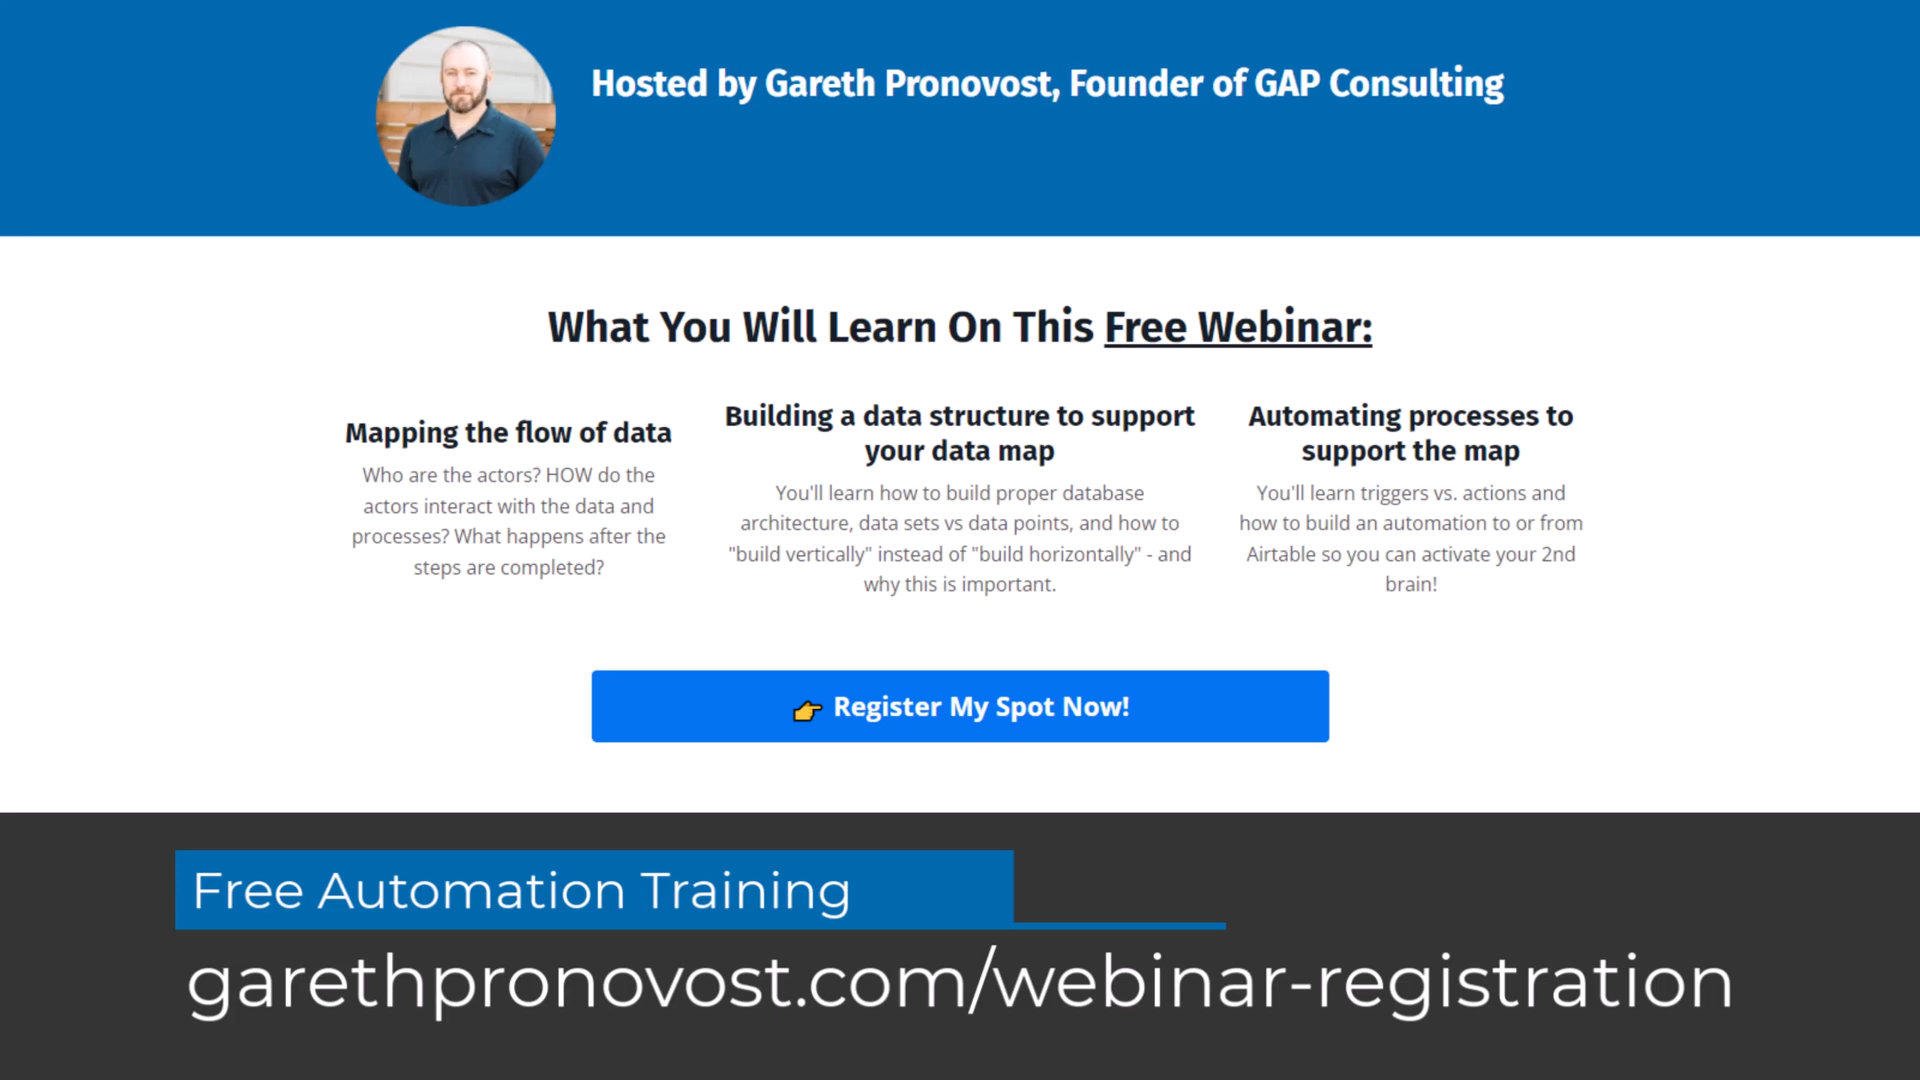 Hosted by Gareth Pronovost, Founder of GAP Consulting
What You Will Learn On This Free Webinar:
Mapping the flow of data
Who are the actors? HOW do the
actors interact with the data and
processes? What happens after the
steps are completed?
Building a data structure to support
your data map
You'll learn how to build proper database
architecture, data sets vs data points, and how to
"build vertically" instead of "build horizontally" - and
why this is important.
Automating processes to
support the map
You'll learn triggers vs. actions and
how to build an automation to or from
Airtable so you can activate your 2nd
brain!
👉 Register My Spot Now!
Free Automation Training
garethpronovost.com/webinar-registration